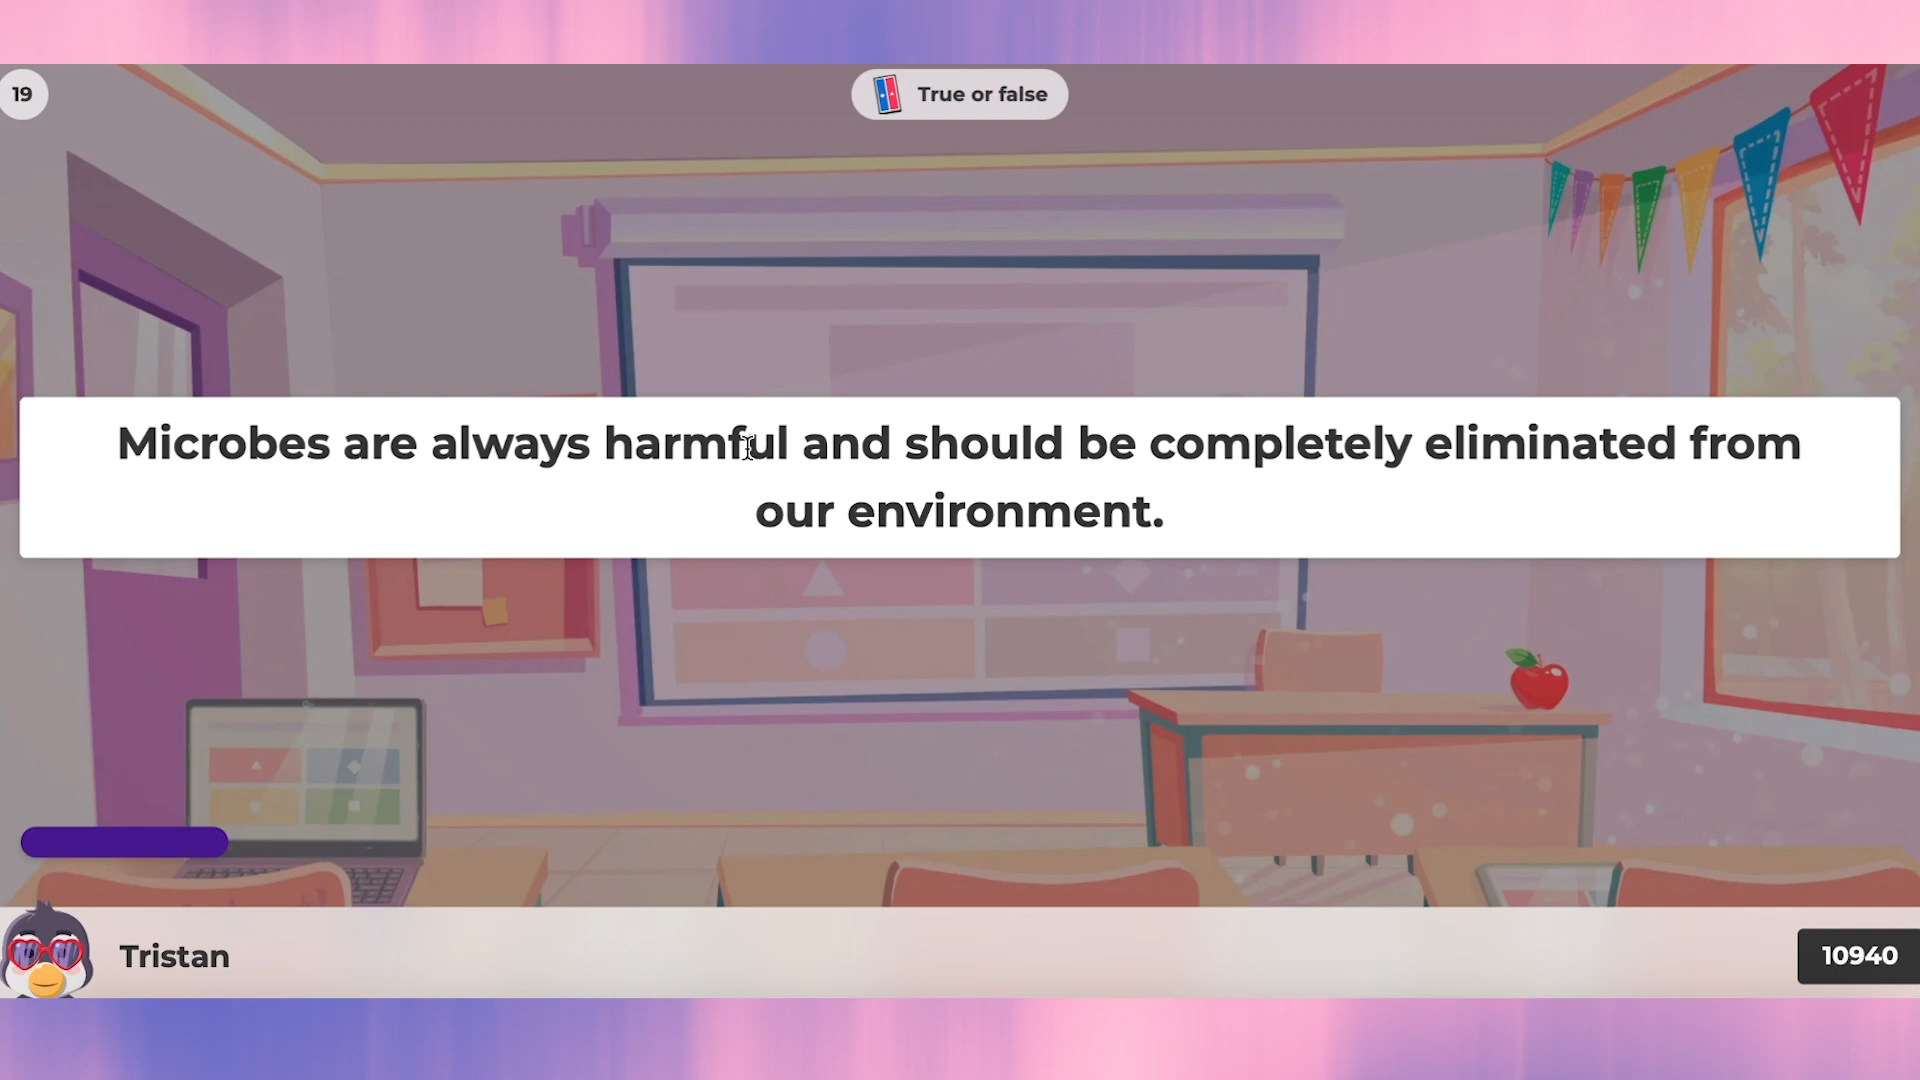 19
True or false
Microbes are always harmful and should be completely eliminated from
our environment.
Tristan
10940